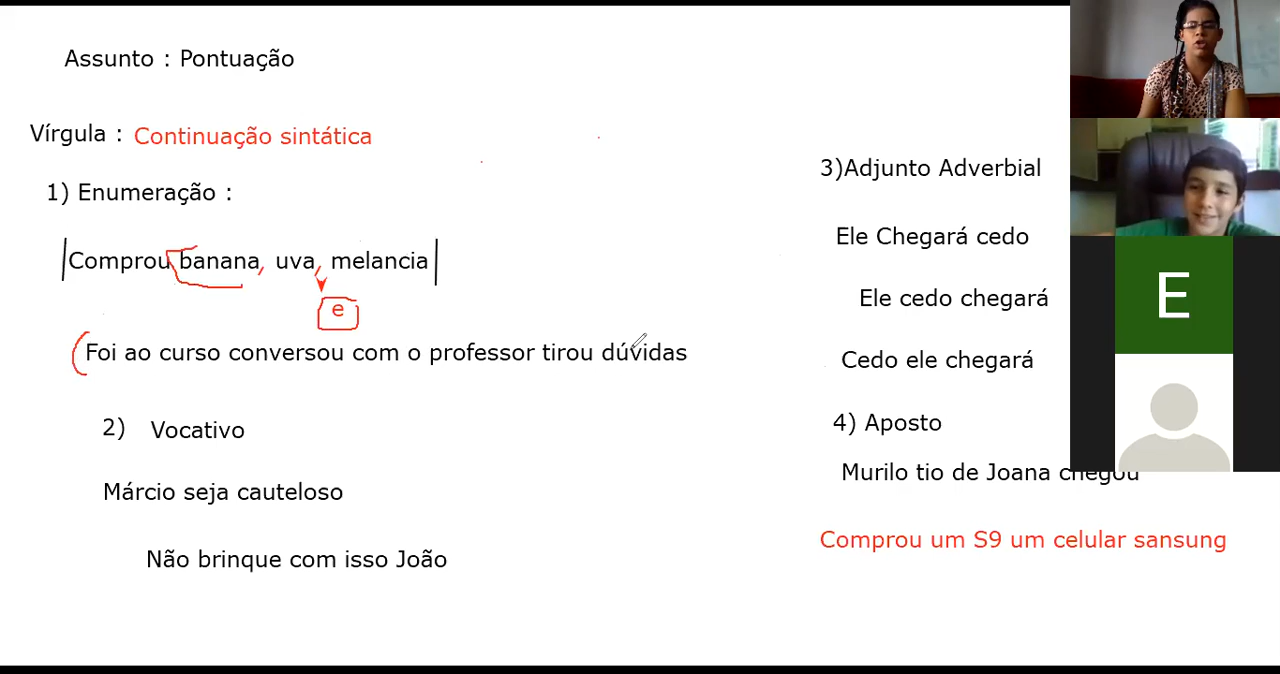 Assunto : Pontuação
Vírgula : Continuação sintática
1) Enumeração :
Comprou banana, uva, melancia
e
Foi ao curso conversou com o professor tirou dúvidas
2) Vocativo
Márcio seja cauteloso
Não brinque com isso João
3)Adjunto Adverbial
Ele Chegará cedo
Ele cedo chegará
Cedo ele chegará
4) Aposto
Murilo tio de Joana chegou
Comprou um S9 um celular sansung
E